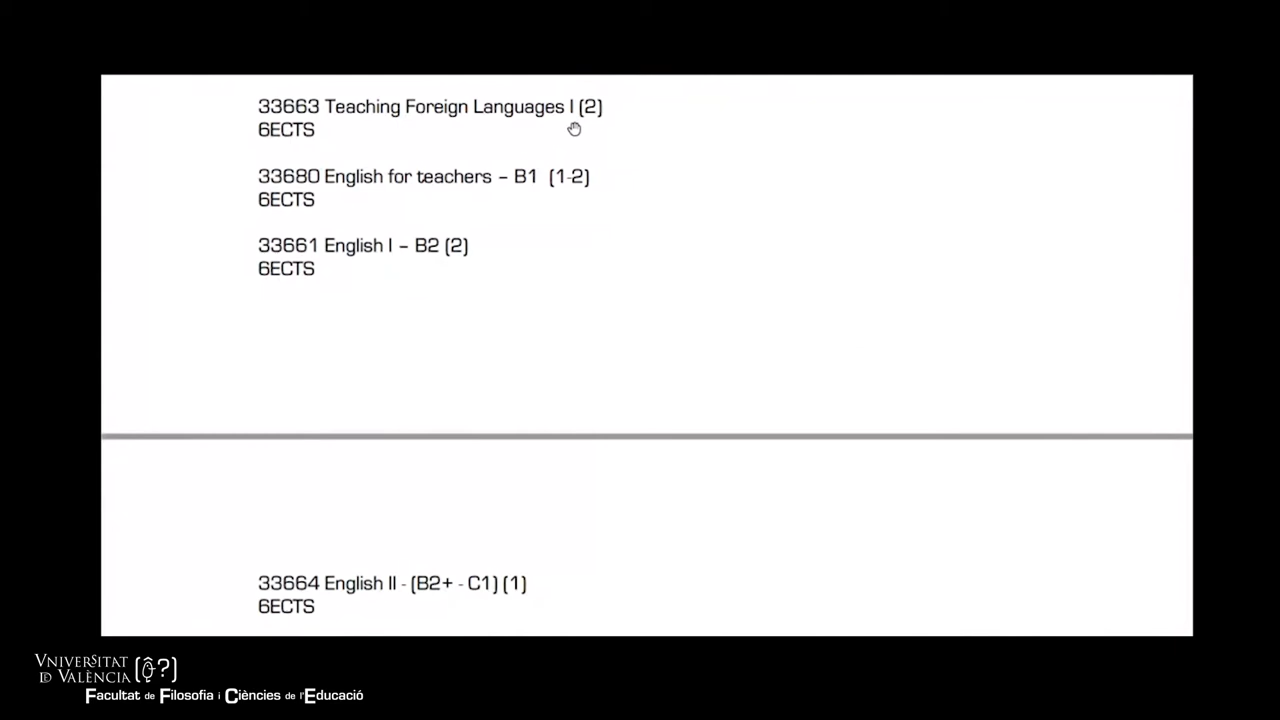 33663 Teaching Foreign Languages I (2)
6ECTS
33680 English for teachers – B1 (1-2)
6ECTS
33661 English I – B2 (2)
6ECTS
33664 English II - (B2+ - C1) (1)
6ECTS
VNIVERSITAT
DE VALÈNCIA
Facultat de Filosofia i Ciències de l'Educació